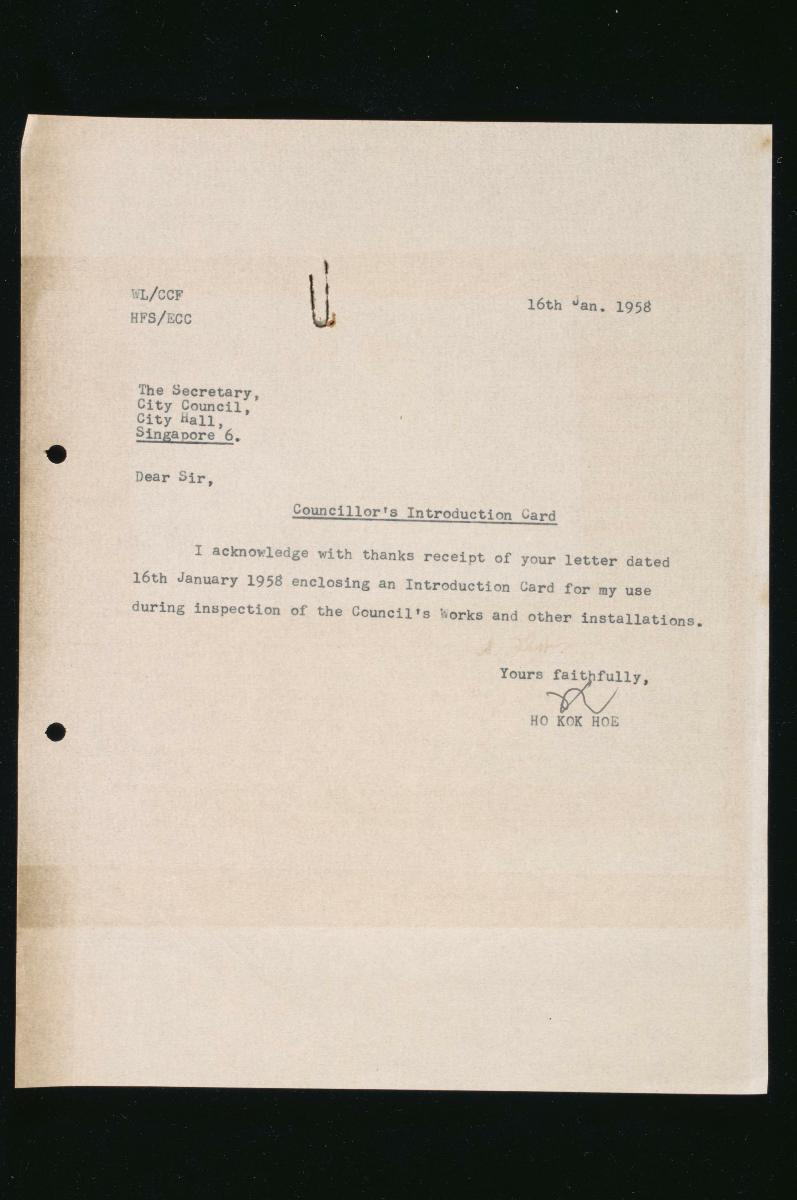 WL/CCF
HFS/ECC
16th Jan. 1958
The Secretary,
City Council,
City Hall,
Singapore 6.
Dear Sir,
Councillor's Introduction Card
I acknowledge with thanks receipt of your letter dated
16th January 1958 enclosing an Introduction Card for my use
during inspection of the Council's Works and other installations.
Yours faithfully,
HO KOK HOE